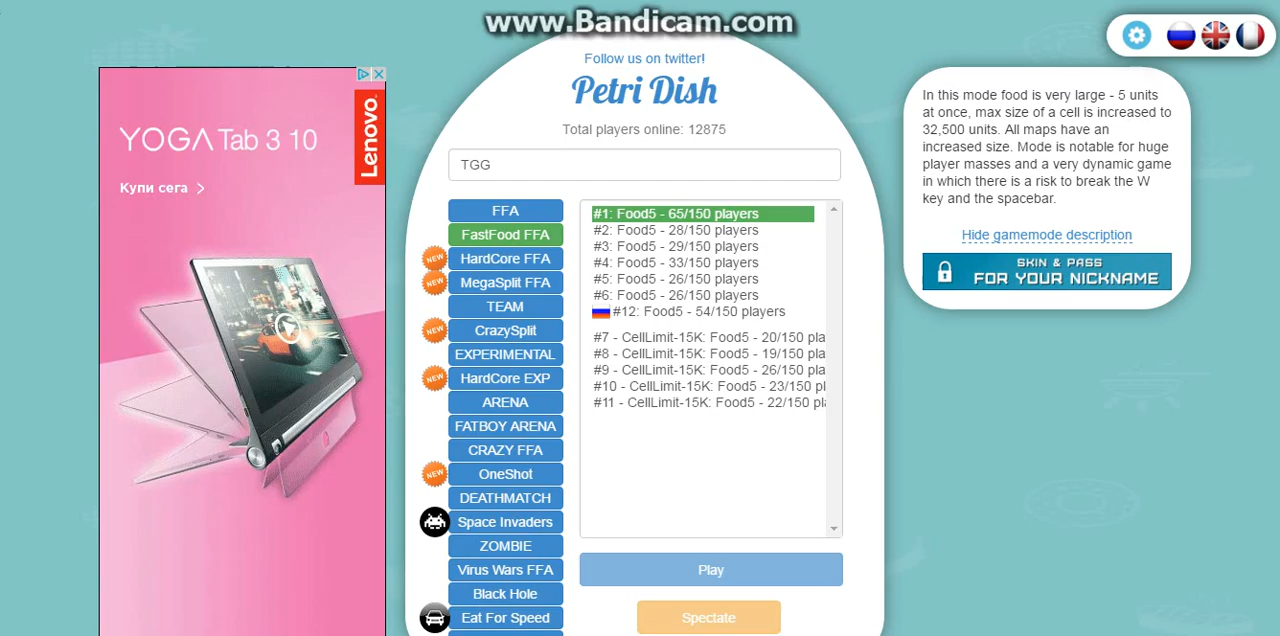 www.Bandicam.com
Follow us on twitter!
Petri Dish
Total players online: 12875
TGG
YOGA Tab 3 10
Lenovo
Купи сега >
FFA
FastFood FFA
NEW HardCore FFA
NEW MegaSplit FFA
TEAM
NEW CrazySplit
EXPERIMENTAL
NEW HardCore EXP
ARENA
FATBOY ARENA
CRAZY FFA
NEW OneShot
DEATHMATCH
Space Invaders
ZOMBIE
Virus Wars FFA
Black Hole
Eat For Speed
#1: Food5 - 65/150 players
#2: Food5 - 28/150 players
#3: Food5 - 29/150 players
#4: Food5 - 33/150 players
#5: Food5 - 26/150 players
#6: Food5 - 26/150 players
#12: Food5 - 54/150 players
#7 - CellLimit-15K: Food5 - 20/150 pla
#8 - CellLimit-15K: Food5 - 19/150 pla
#9 - CellLimit-15K: Food5 - 26/150 pla
#10 - CellLimit-15K: Food5 - 23/150 pl
#11 - CellLimit-15K: Food5 - 22/150 pl
Play
Spectate
In this mode food is very large - 5 units
at once, max size of a cell is increased to
32,500 units. All maps have an
increased size. Mode is notable for huge
player masses and a very dynamic game
in which there is a risk to break the W
key and the spacebar.
Hide gamemode description
SKIN & PASS
FOR YOUR NICKNAME